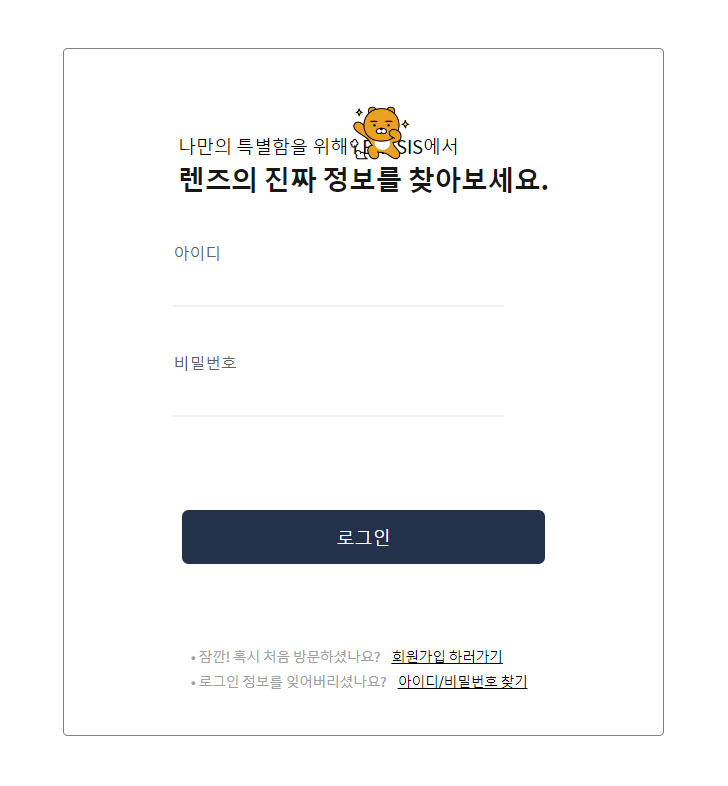 나만의 특별함을 위해 에서
렌즈의 진짜 정보를 찾아보세요.
아이디
비밀번호
로그인
• 잠깐! 혹시 처음 방문하셨나요? 회원가입 하러가기
• 로그인 정보를 잊어버리셨나요? 아이디/비밀번호 찾기